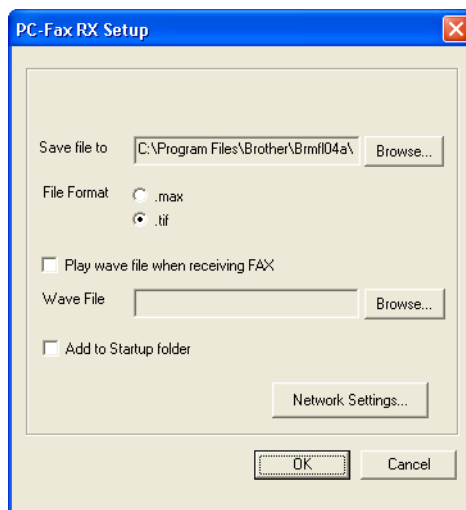 PC-Fax RX Setup
Save file to C:\Program Files\Brother\Brmfl04a\ Browse...
File Format .max
.tif
Play wave file when receiving FAX
Wave File Browse...
Add to Startup folder
Network Settings...
OK Cancel